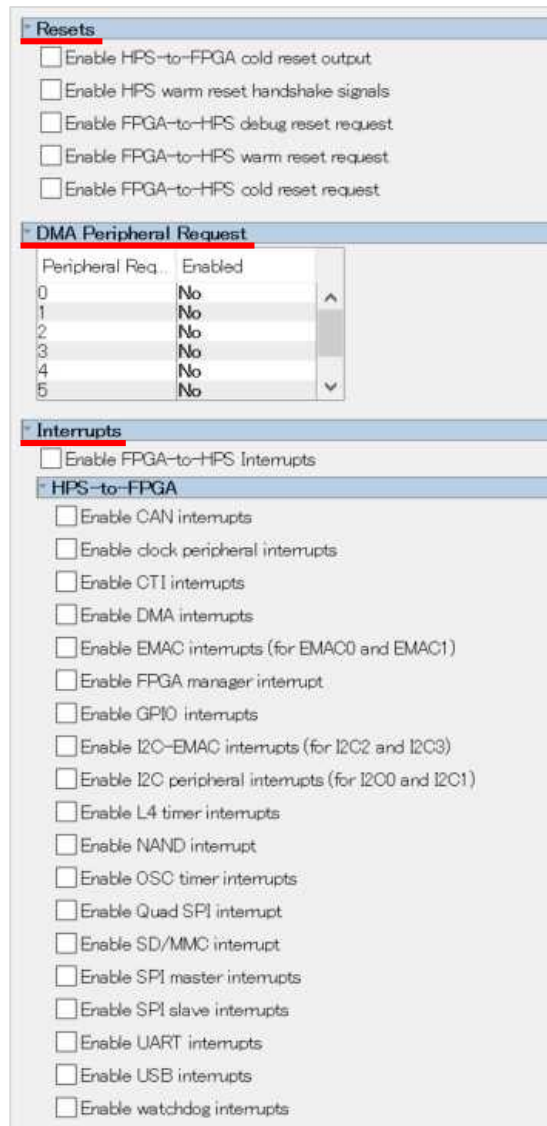 Resets
Enable HPS-to-FPGA cold reset output
Enable HPS warm reset handshake signals
Enable FPGA-to-HPS debug reset request
Enable FPGA-to-HPS warm reset request
Enable FPGA-to-HPS cold reset request
DMA Peripheral Request
Peripheral Req... Enabled
0 No
1 No
2 No
3 No
4 No
5 No
Interrupts
Enable FPGA-to-HPS Interrupts
HPS-to-FPGA
Enable CAN interrupts
Enable clock peripheral interrupts
Enable CTI interrupts
Enable DMA interrupts
Enable EMAC interrupts (for EMAC0 and EMAC1)
Enable FPGA manager interrupt
Enable GPIO interrupts
Enable I2C-EMAC interrupts (for I2C2 and I2C3)
Enable I2C peripheral interrupts (for I2C0 and I2C1)
Enable L4 timer interrupts
Enable NAND interrupt
Enable OSC timer interrupts
Enable Quad SPI interrupt
Enable SD/MMC interrupt
Enable SPI master interrupts
Enable SPI slave interrupts
Enable UART interrupts
Enable USB interrupts
Enable watchdog interrupts